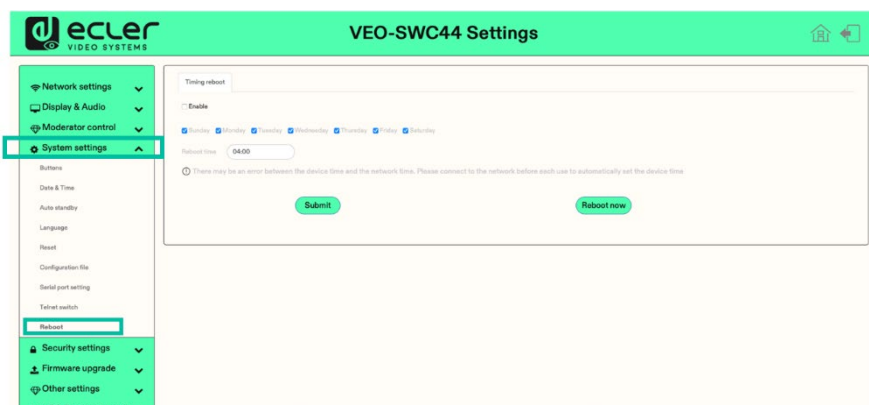 ecler
VIDEO SYSTEMS
VEO-SWC44 Settings
Network settings
Display & Audio
Moderator control
System settings
Buttons
Date & Time
Auto standby
Language
Reset
Configuration file
Serial port setting
Telnet switch
Reboot
Security settings
Firmware upgrade
Other settings
Timing reboot
Enable
Sunday Monday Tuesday Wednesday Thursday Friday Saturday
Reboot time 04:00
There may be an error between the device time and the network time. Please connect to the network before each use to automatically set the device time
Submit Reboot now